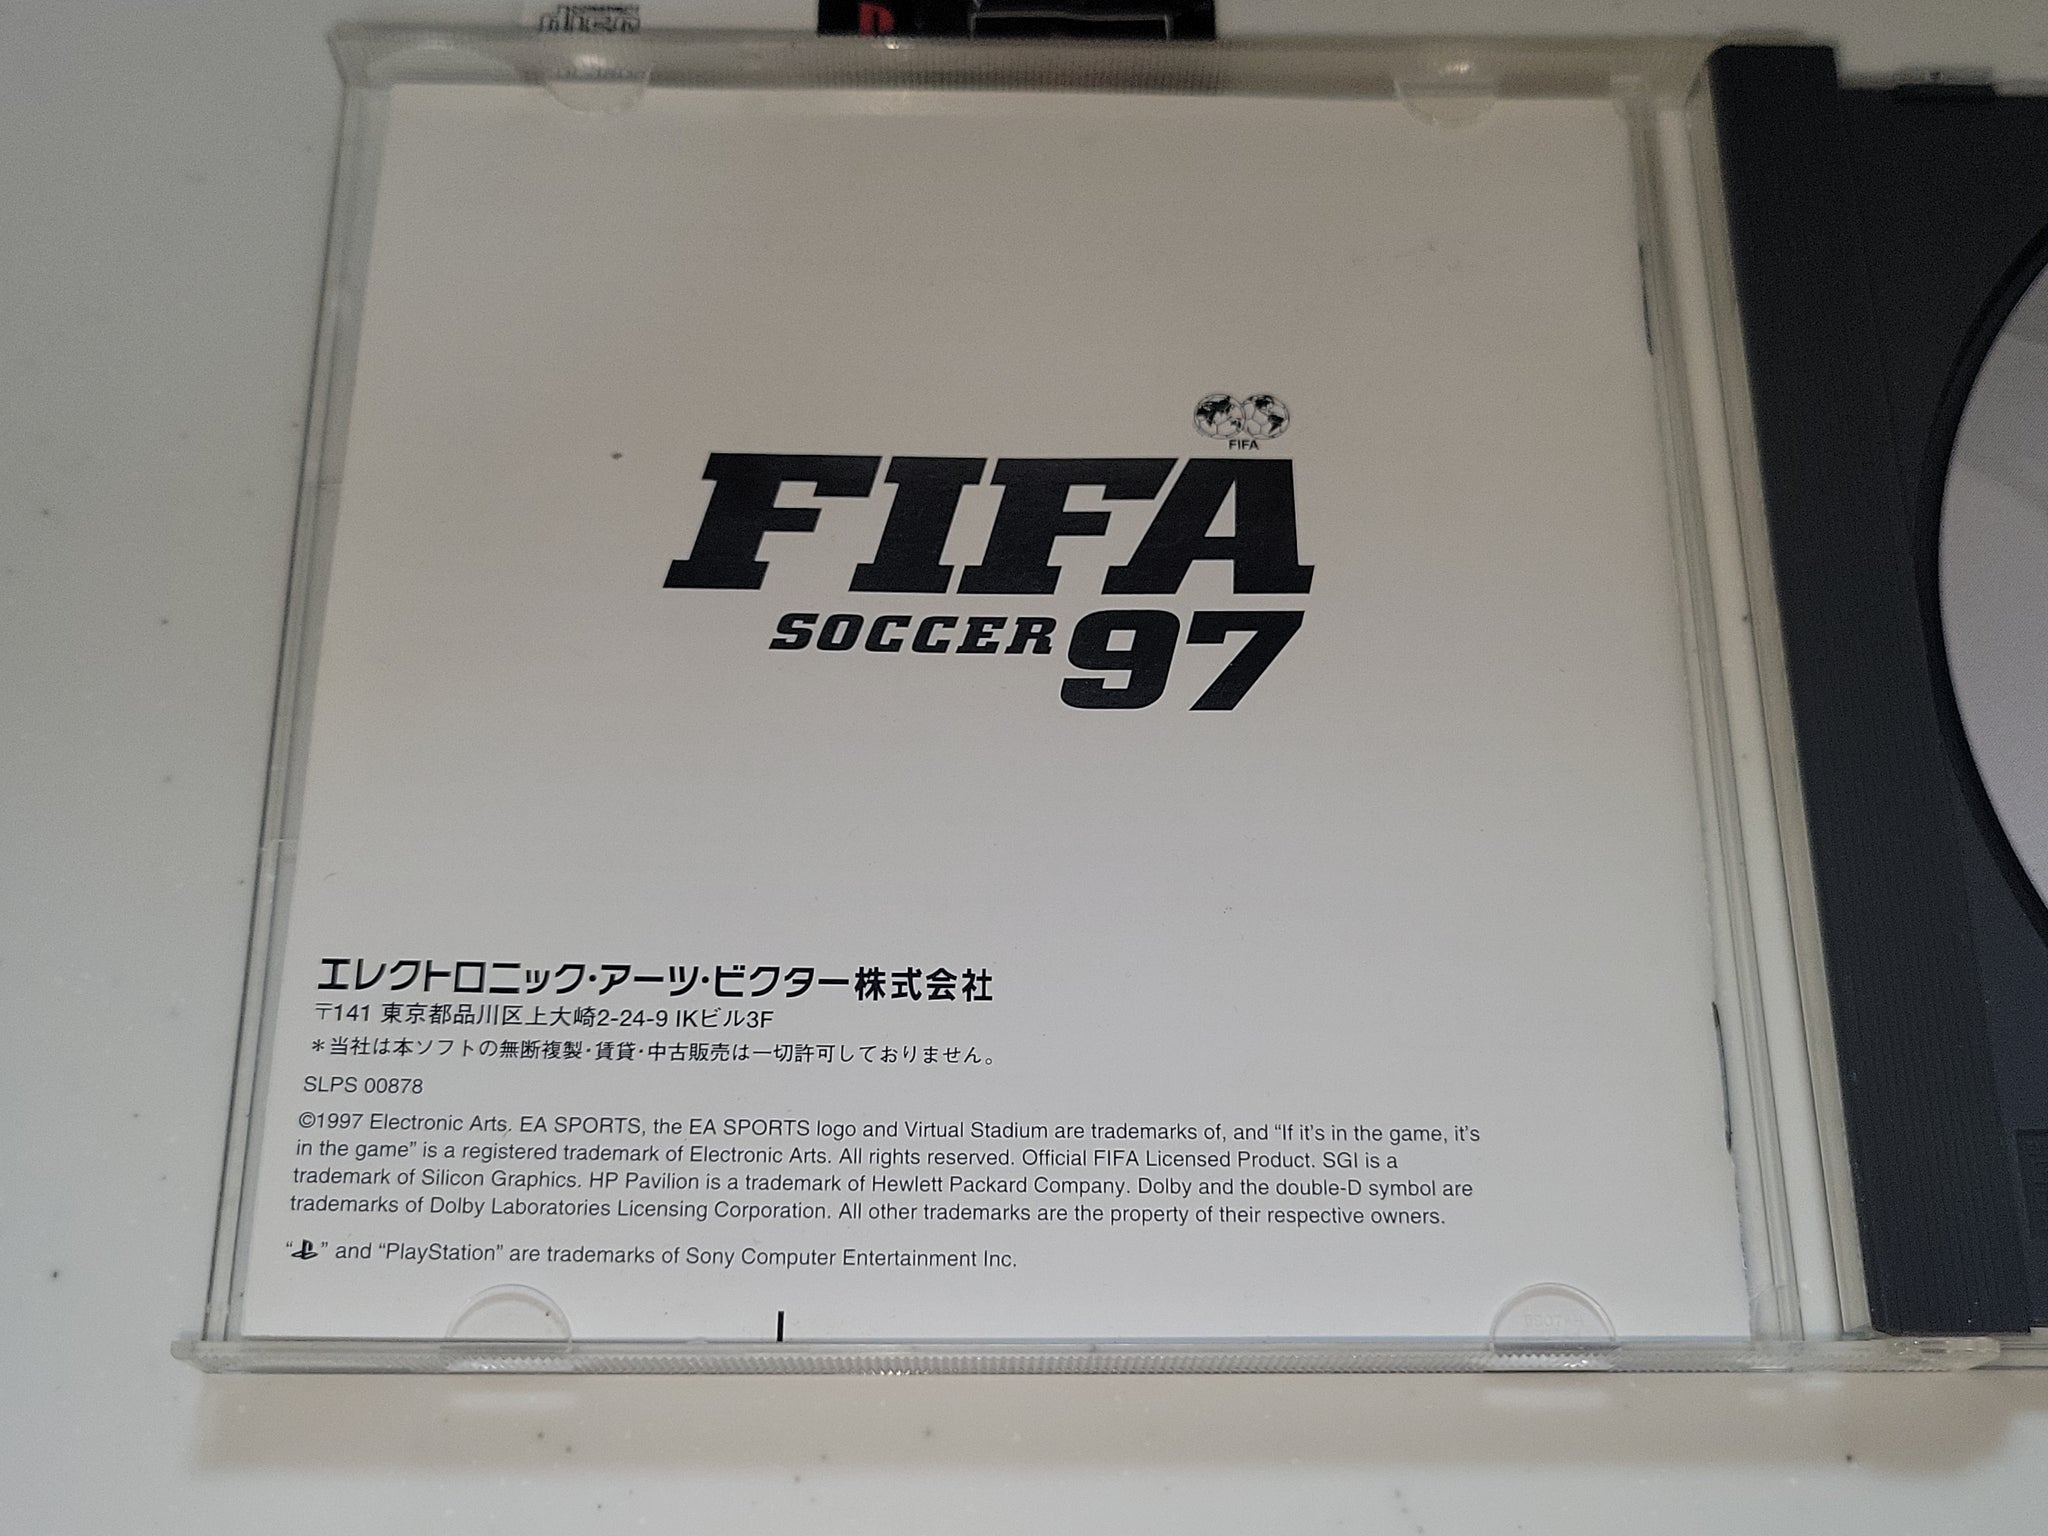 FIFA
FIFA
SOCCER 97
エレクトロニック・アーツ・ビクター株式会社
〒141 東京都品川区上大崎2-24-9 IKビル3F
＊当社は本ソフトの無断複製・賃貸・中古販売は一切許可しておりません。
SLPS 00878
©1997 Electronic Arts. EA SPORTS, the EA SPORTS logo and Virtual Stadium are trademarks of, and “If it’s in the game, it’s
in the game” is a registered trademark of Electronic Arts. All rights reserved. Official FIFA Licensed Product. SGI is a
trademark of Silicon Graphics. HP Pavilion is a trademark of Hewlett Packard Company. Dolby and the double-D symbol are
trademarks of Dolby Laboratories Licensing Corporation. All other trademarks are the property of their respective owners.
“ ” and “PlayStation” are trademarks of Sony Computer Entertainment Inc.